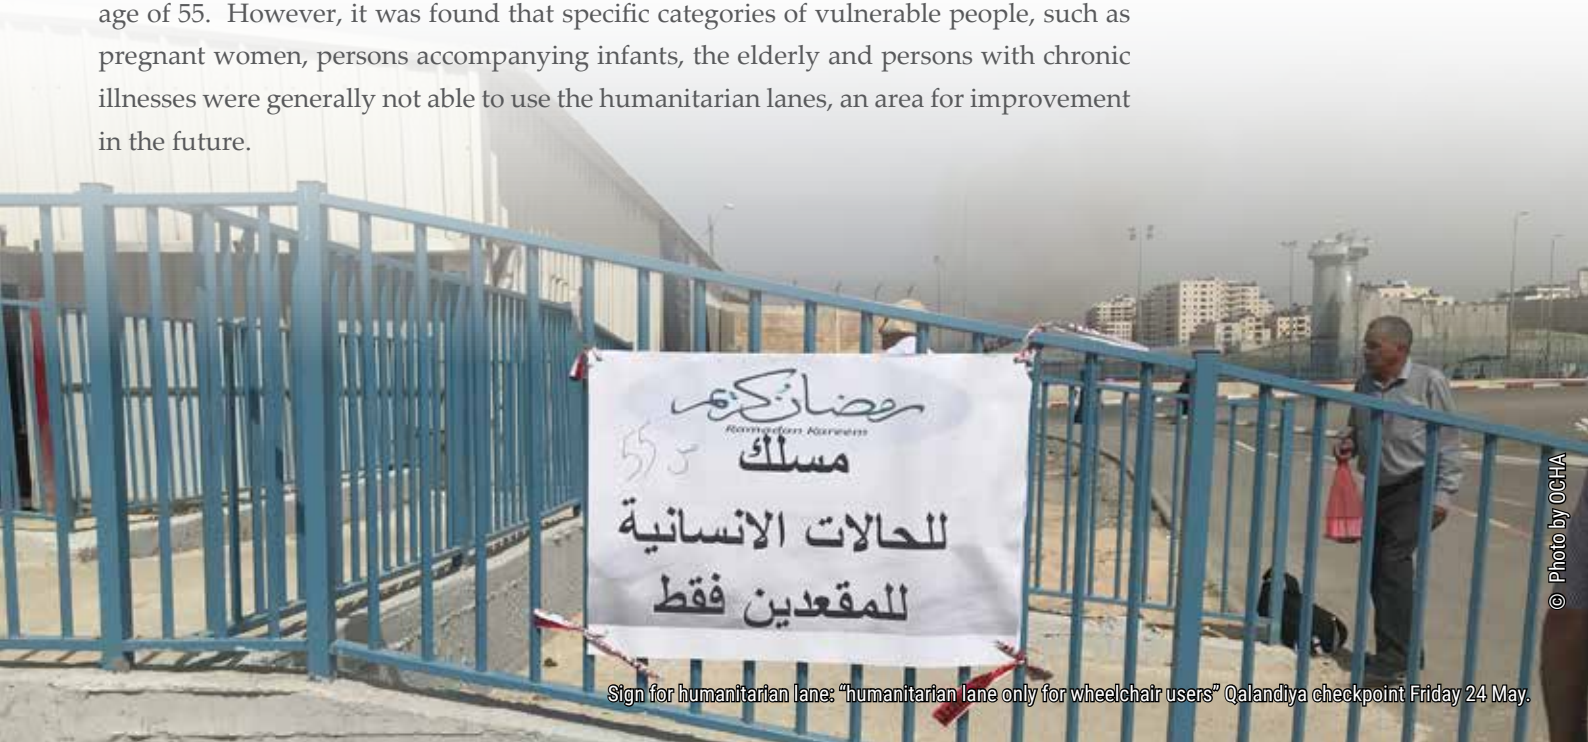 age of 55. However, it was found that specific categories of vulnerable people, such as
pregnant women, persons accompanying infants, the elderly and persons with chronic
illnesses were generally not able to use the humanitarian lanes, an area for improvement
in the future.
رمضان كريم
Ramadan Kareem
55
مسلك
للحالات الانسانية
للمقعدين فقط
© Photo by OCHA
Sign for humanitarian lane: “humanitarian lane only for wheelchair users” Qalandiya checkpoint Friday 24 May.